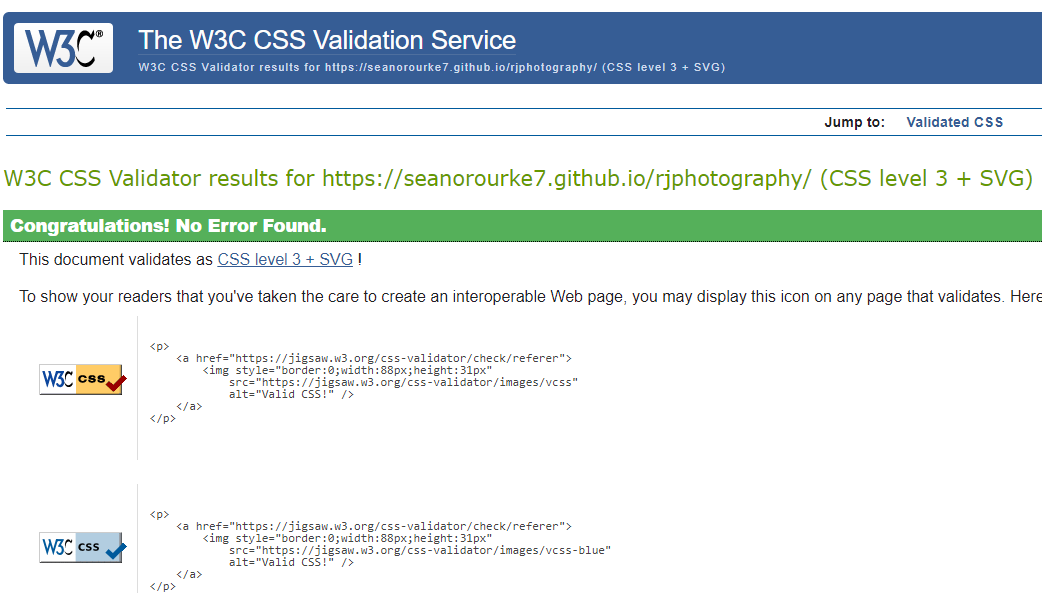 W3C®
The W3C CSS Validation Service
W3C CSS Validator results for https://seanorourke7.github.io/rjphotography/ (CSS level 3 + SVG)
Jump to: Validated CSS
W3C CSS Validator results for https://seanorourke7.github.io/rjphotography/ (CSS level 3 + SVG)
Congratulations! No Error Found.
This document validates as CSS level 3 + SVG !
To show your readers that you've taken the care to create an interoperable Web page, you may display this icon on any page that validates. Here
W3C css
<p>
<a href="https://jigsaw.w3.org/css-validator/check/referer">
<img style="border:0;width:88px;height:31px"
src="https://jigsaw.w3.org/css-validator/images/vcss"
alt="Valid CSS!" />
</a>
</p>
W3C css
<p>
<a href="https://jigsaw.w3.org/css-validator/check/referer">
<img style="border:0;width:88px;height:31px"
src="https://jigsaw.w3.org/css-validator/images/vcss-blue"
alt="Valid CSS!" />
</a>
</p>